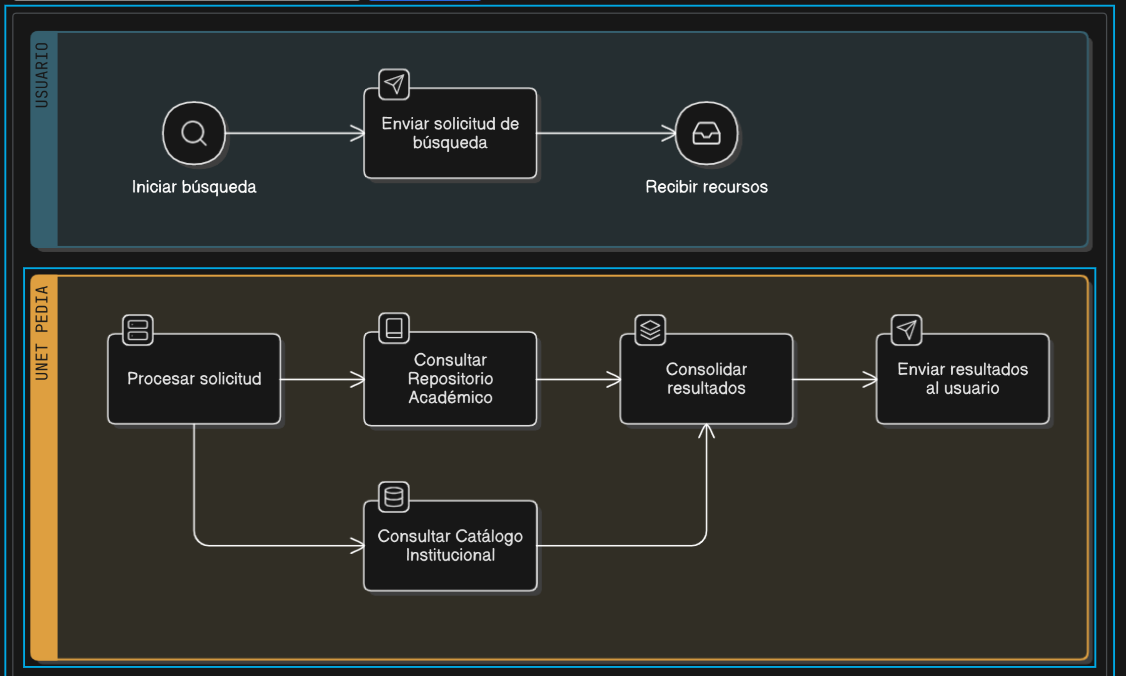 USUARIO
Enviar solicitud de
búsqueda
Iniciar búsqueda
Recibir recursos
UNET PEDIA
Procesar solicitud
Consultar
Repositorio
Académico
Consolidar
resultados
Enviar resultados
al usuario
Consultar Catálogo
Institucional